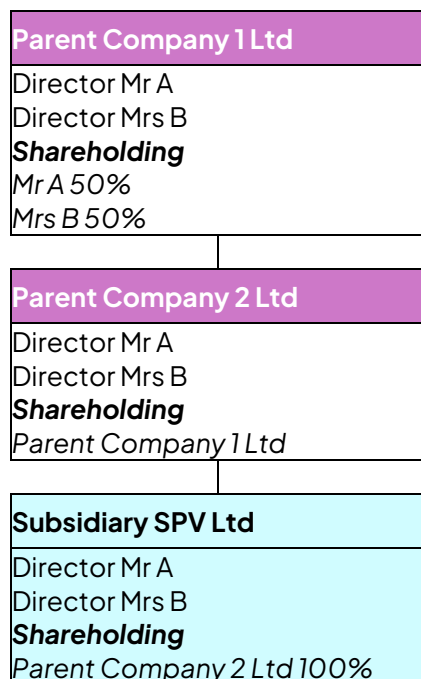 Parent Company 1 Ltd
Director Mr A
Director Mrs B
Shareholding
Mr A 50%
Mrs B 50%
Parent Company 2 Ltd
Director Mr A
Director Mrs B
Shareholding
Parent Company 1 Ltd
Subsidiary SPV Ltd
Director Mr A
Director Mrs B
Shareholding
Parent Company 2 Ltd 100%